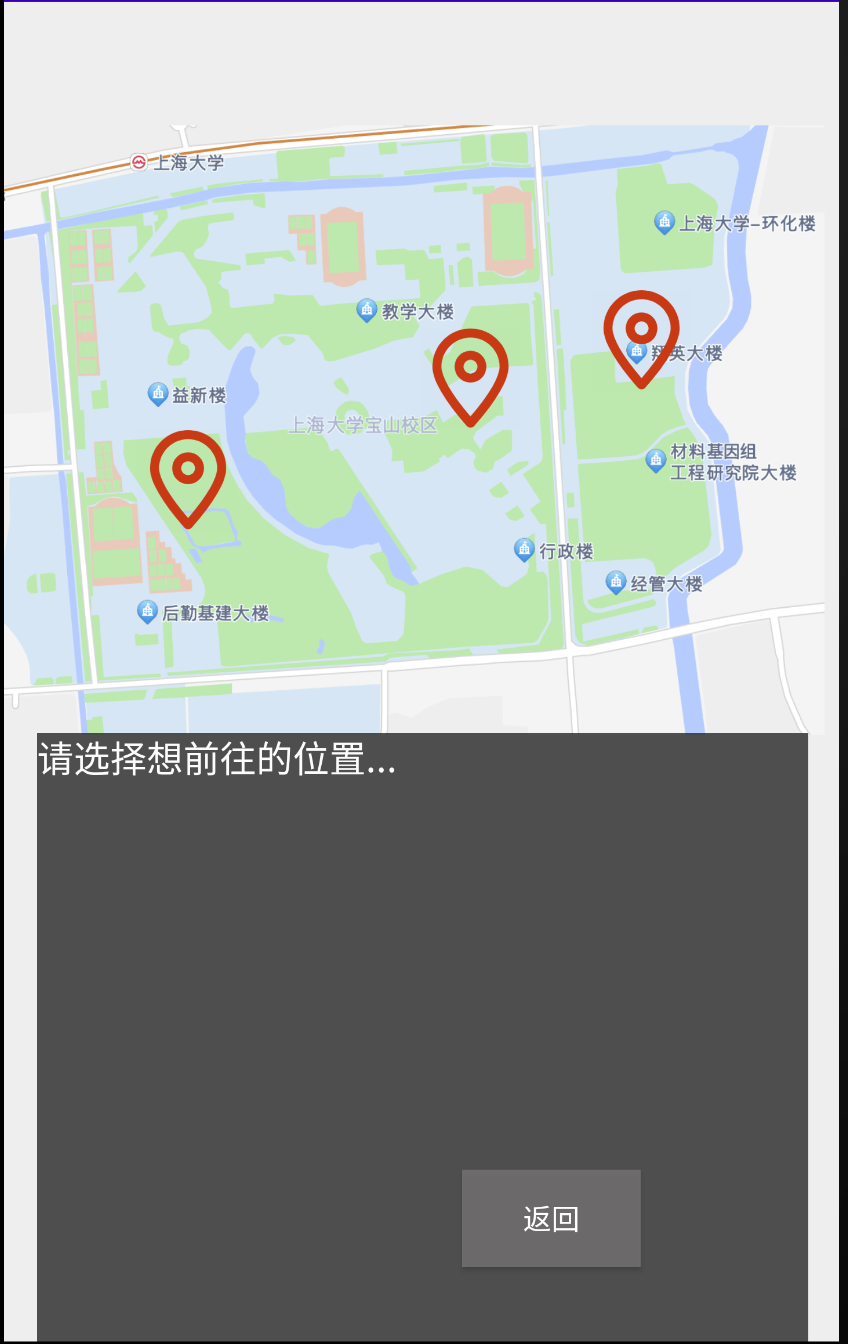 上海大学
上海大学-环化楼
教学大楼
翔英大楼
益新楼
上海大学宝山校区
材料基因组
工程研究院大楼
行政楼
经管大楼
后勤基建大楼
请选择想前往的位置...
返回